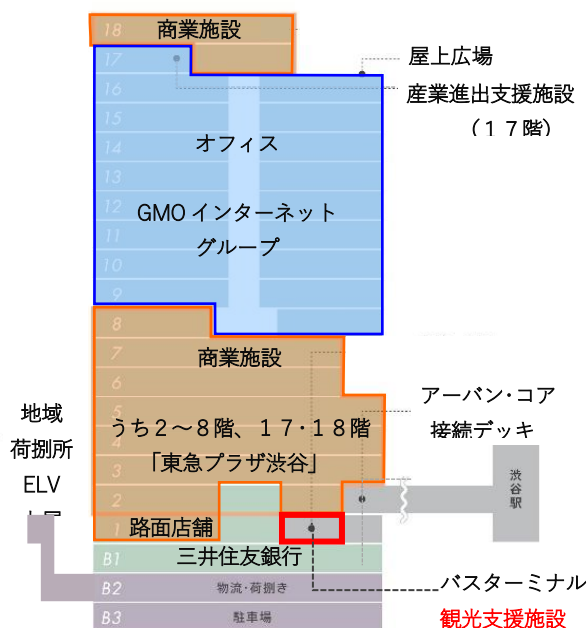 18
商業施設
17
屋上広場
16
産業進出支援施設
（１７階）
15
14
オフィス
13
12
GMOインターネット
11
グループ
10
9
8
7
商業施設
6
5
アーバン・コア
地域
荷捌所
ELV
4
うち２～８階、１７・１８階
接続デッキ
3
「東急プラザ渋谷」
渋谷駅
2
1
路面店舗
B1
三井住友銀行
B2
物流・荷捌き
バスターミナル
B3
駐車場
観光支援施設